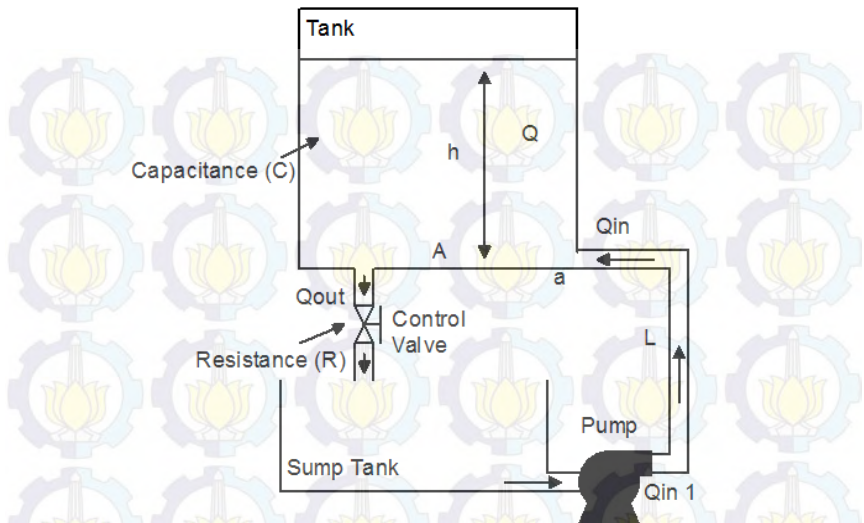 Tank
Q
h
Capacitance (C)
Qin
A
a
Qout
Control
Valve
Resistance (R)
L
Pump
Sump Tank
Qin 1